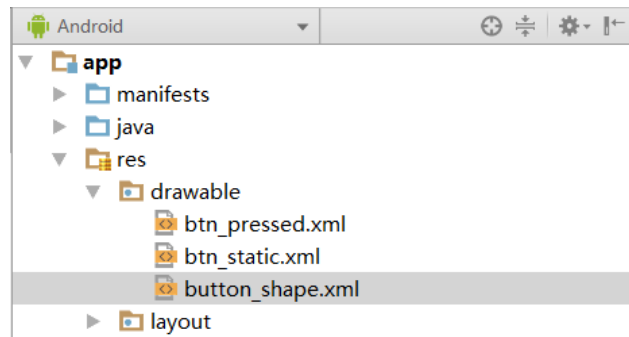 Android
app
manifests
java
res
drawable
btn_pressed.xml
btn_static.xml
button_shape.xml
layout